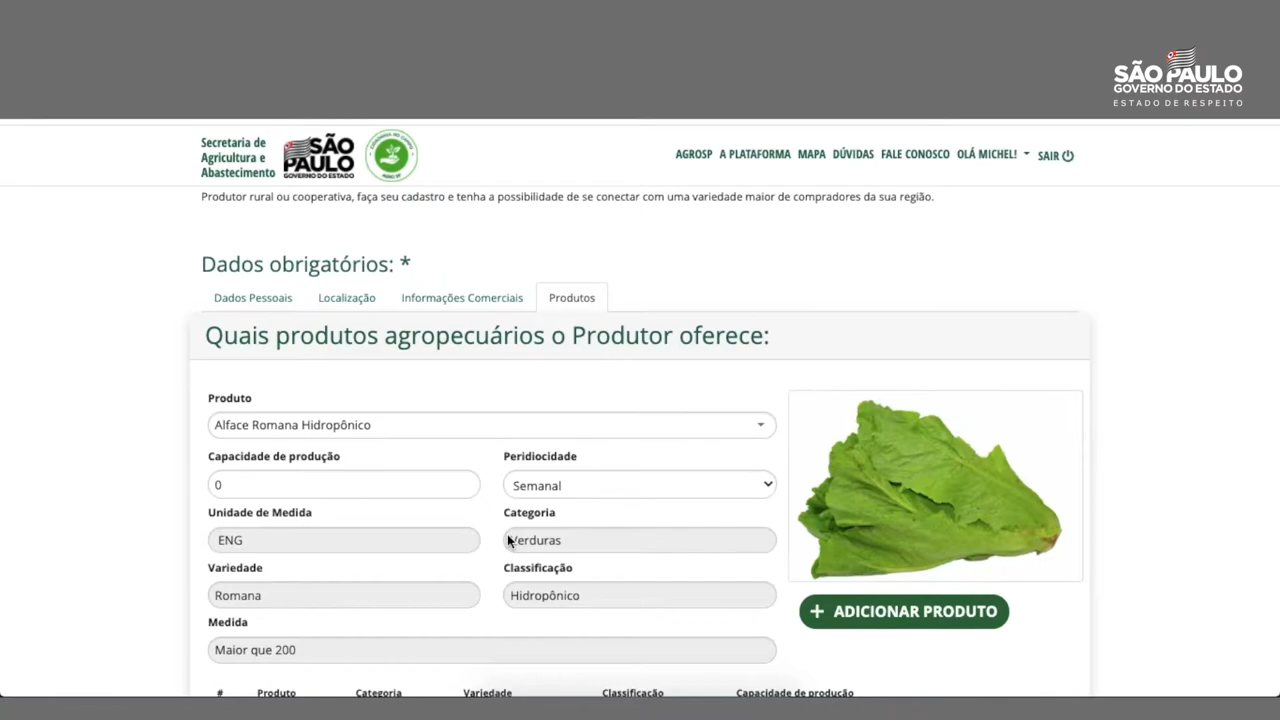 SÃO PAULO
GOVERNO DO ESTADO
ESTADO DE RESPEITO
Secretaria de
Agricultura e
Abastecimento
SÃO
PAULO
GOVERNO DO ESTADO
AGROSP A PLATAFORMA MAPA DÚVIDAS FALE CONOSCO OLÁ MICHEL! SAIR
Produtor rural ou cooperativa, faça seu cadastro e tenha a possibilidade de se conectar com uma variedade maior de compradores da sua região.
Dados obrigatórios: *
Dados Pessoais Localização Informações Comerciais Produtos
Quais produtos agropecuários o Produtor oferece:
Produto
Alface Romana Hidropônico
Capacidade de produção Peridiocidade
0 Semanal
Unidade de Medida Categoria
ENG Verduras
Variedade Classificação
Romana Hidropônico
+ ADICIONAR PRODUTO
Medida
Maior que 200
# Produto Categoria Variedade Classificação Capacidade de produção